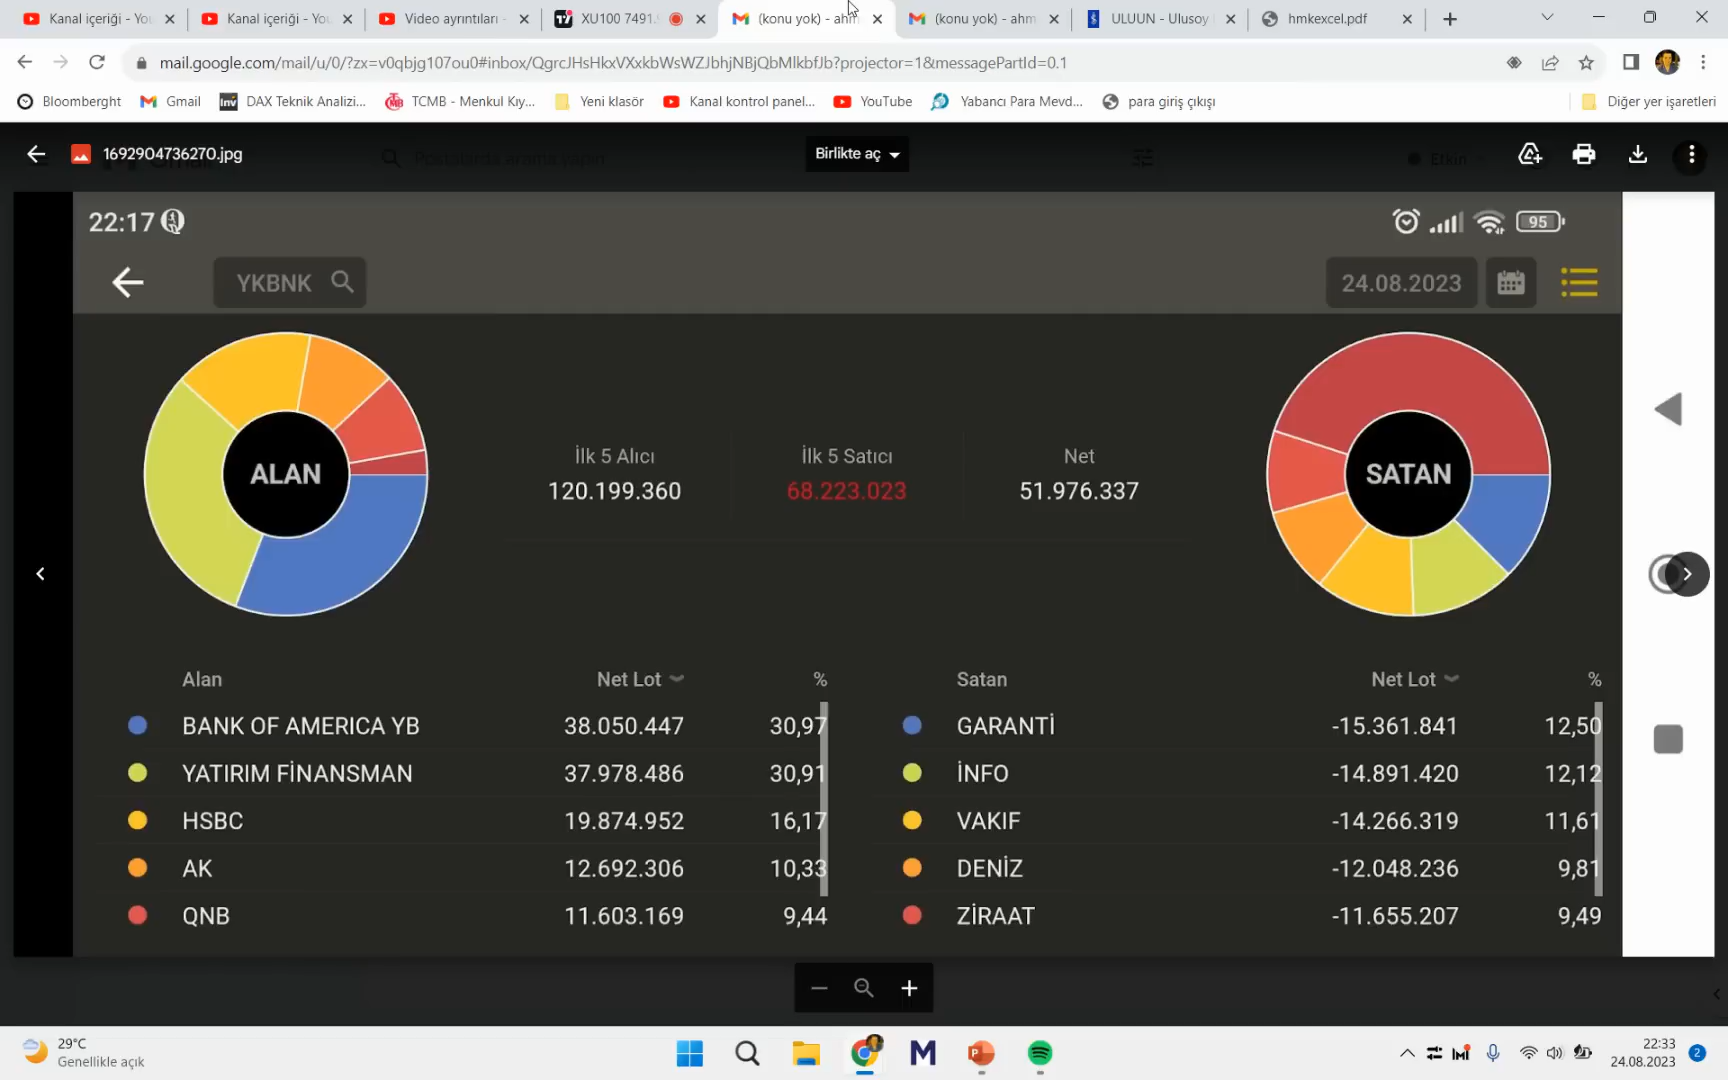 Kanal içeriği - You
Kanal içeriği - You
Video ayrıntıları -
XU100 7491.
(konu yok) - ahm
(konu yok) - ahm
ULUUN - Ulusoy
hmkexcel.pdf
mail.google.com/mail/u/0/?zx=v0qbjg107ou0#inbox/QgrcJHsHkxVXxkbWsWZJbhjNBjQbMlkbfJb?projector=1&messagePartId=0.1
Bloomberght
Gmail
DAX Teknik Analizi...
TCMB - Menkul Kıy...
Yeni klasör
Kanal kontrol panel...
YouTube
Yabancı Para Mevd...
para giriş çıkışı
Diğer yer işaretleri
1692904736270.jpg
Postalarda arama yapın
Birlikte aç
Etkin
22:17
95
YKBNK
24.08.2023
ALAN
İlk 5 Alıcı
120.199.360
İlk 5 Satıcı
68.223.023
Net
51.976.337
SATAN
Alan Net Lot %
BANK OF AMERICA YB 38.050.447 30,97
YATIRIM FİNANSMAN 37.978.486 30,91
HSBC 19.874.952 16,17
AK 12.692.306 10,33
QNB 11.603.169 9,44
Satan Net Lot %
GARANTİ -15.361.841 12,50
İNFO -14.891.420 12,12
VAKIF -14.266.319 11,61
DENİZ -12.048.236 9,81
ZİRAAT -11.655.207 9,49
29°C
Genellikle açık
22:33
24.08.2023
2